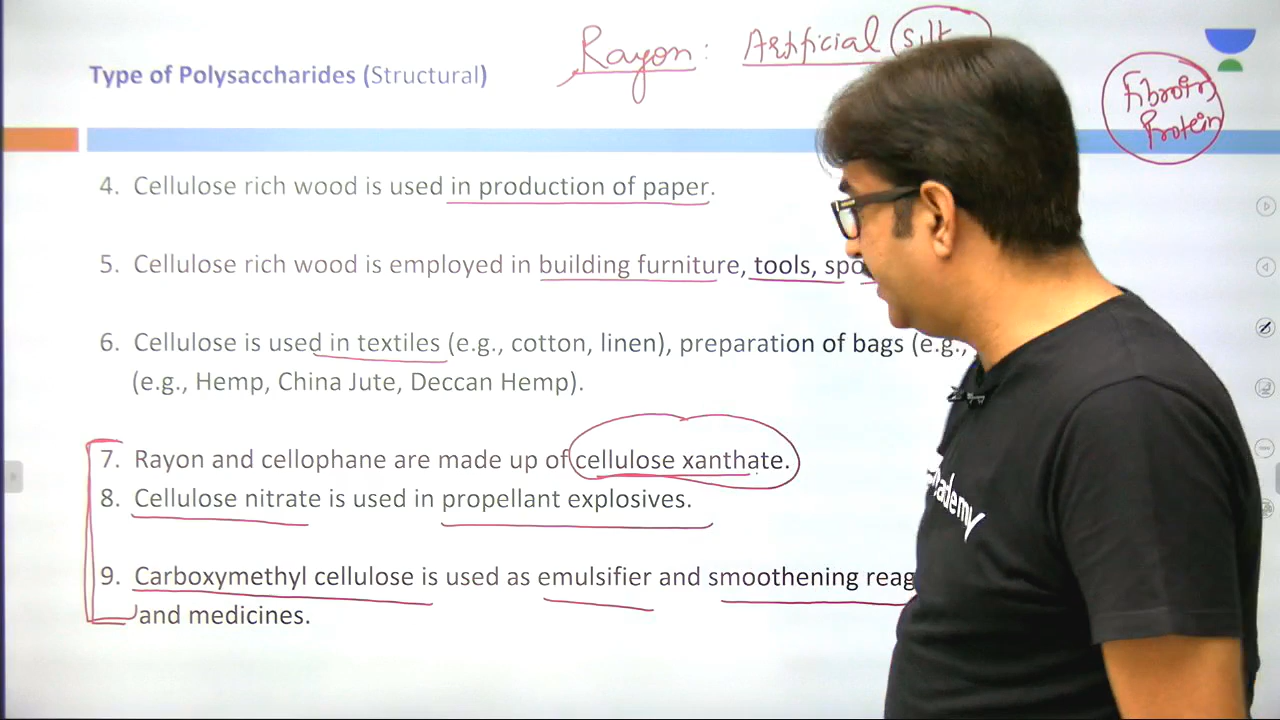 Rayon: Artificial Silk
Fibroin
Protein
Type of Polysaccharides (Structural)
4. Cellulose rich wood is used in production of paper.
5. Cellulose rich wood is employed in building furniture, tools, spo
6. Cellulose is used in textiles (e.g., cotton, linen), preparation of bags (e.g.,
(e.g., Hemp, China Jute, Deccan Hemp).
7. Rayon and cellophane are made up of cellulose xanthate.
8. Cellulose nitrate is used in propellant explosives.
9. Carboxymethyl cellulose is used as emulsifier and smoothening reag
and medicines.
ademy